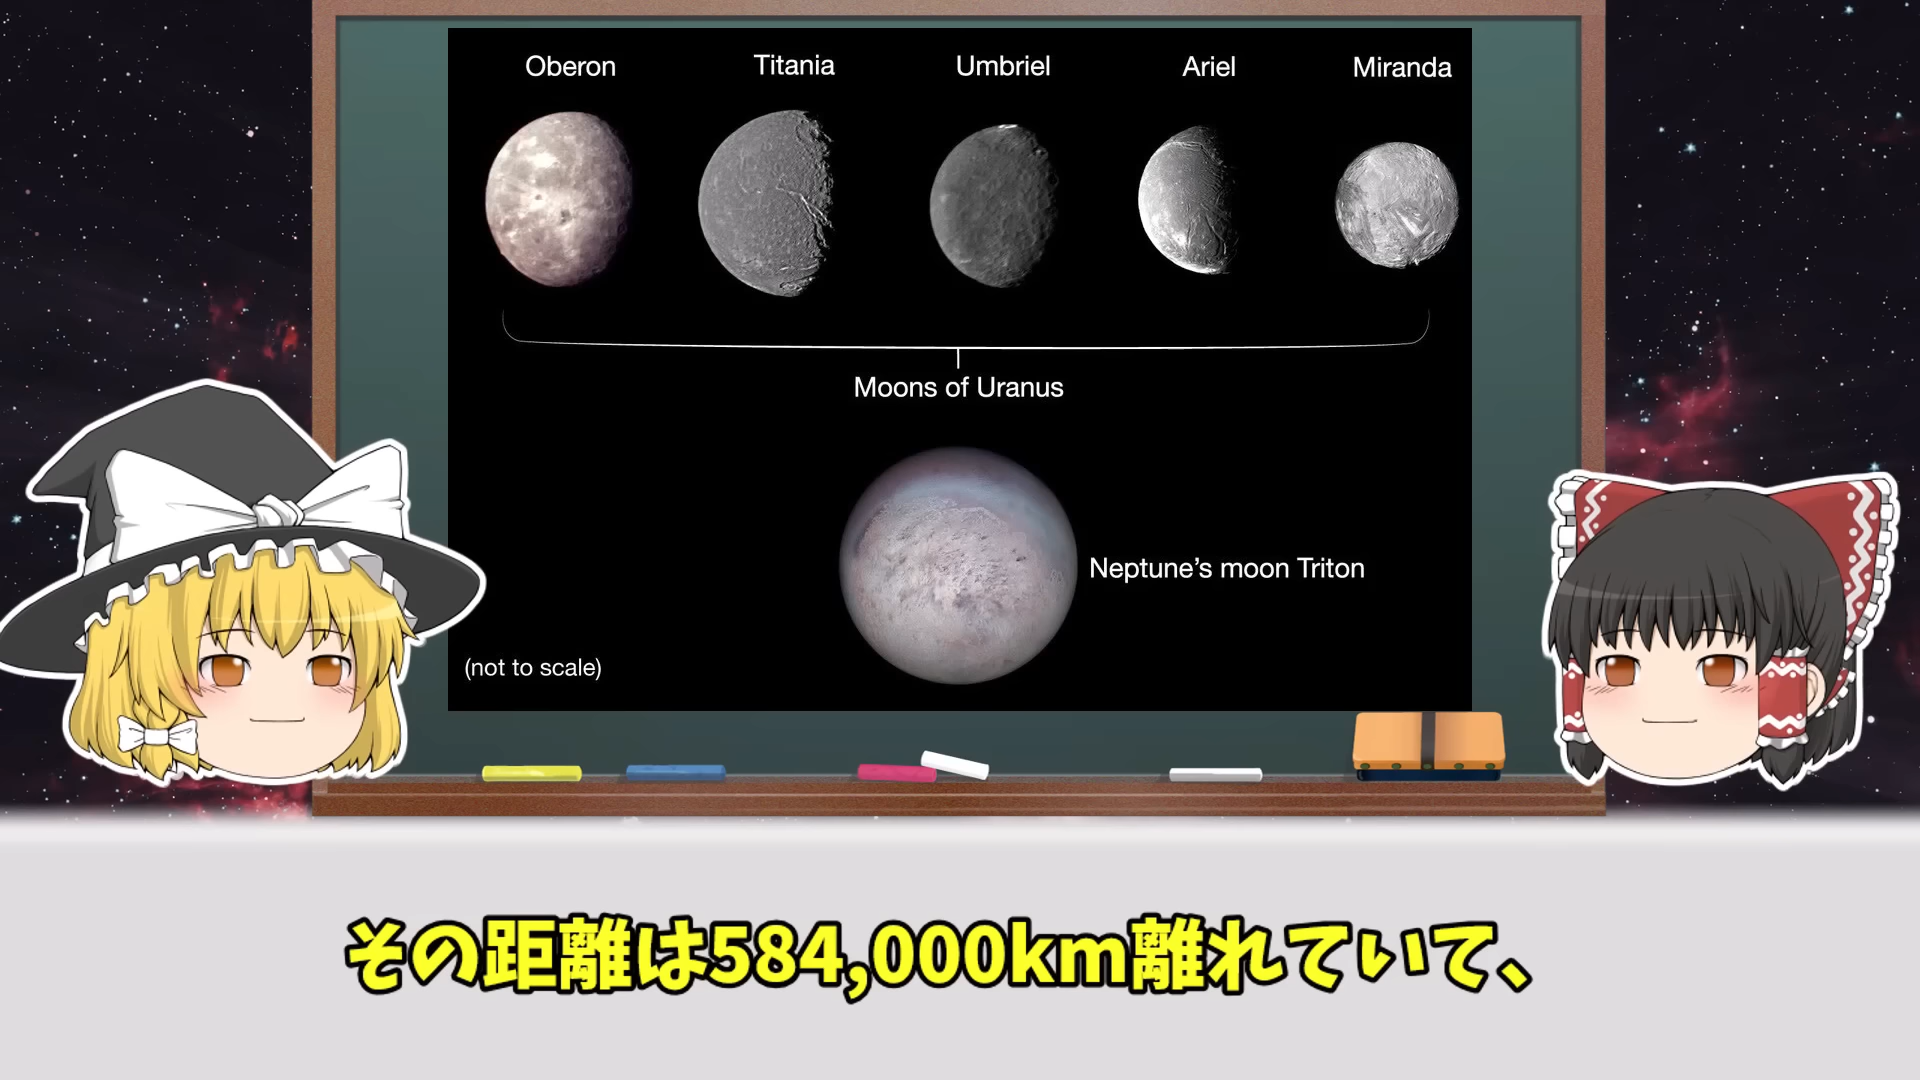 Oberon
Titania
Umbriel
Ariel
Miranda
Moons of Uranus
Neptune’s moon Triton
(not to scale)
その距離は584,000km離れていて、